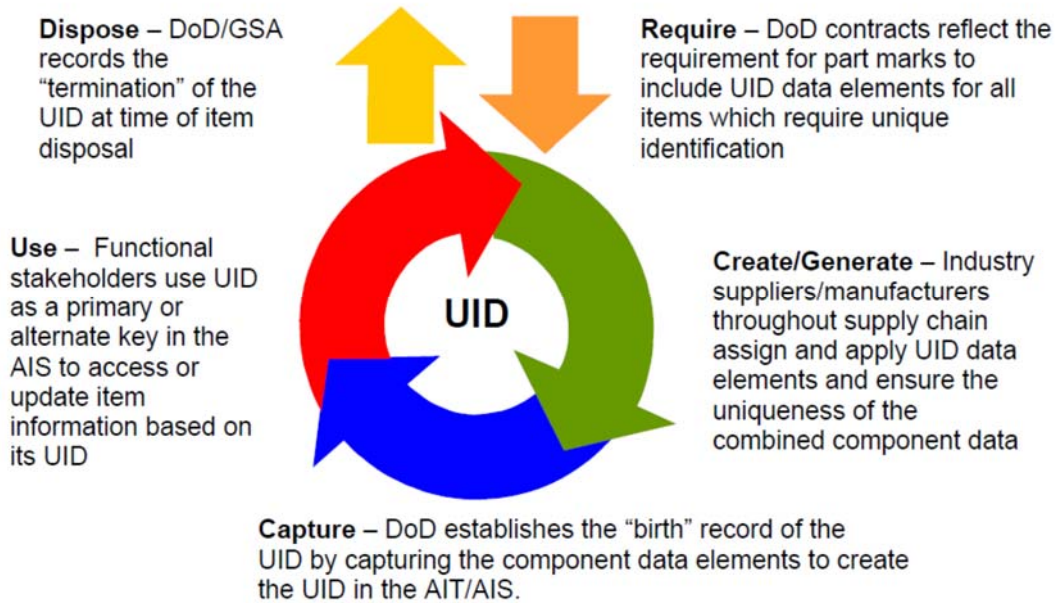 Dispose – DoD/GSA
records the
“termination” of the
UID at time of item
disposal
Require – DoD contracts reflect the
requirement for part marks to
include UID data elements for all
items which require unique
identification
Use – Functional
stakeholders use UID
as a primary or
alternate key in the
AIS to access or
update item
information based on
its UID
UID
Create/Generate – Industry
suppliers/manufacturers
throughout supply chain
assign and apply UID data
elements and ensure the
uniqueness of the
combined component data
Capture – DoD establishes the “birth” record of the
UID by capturing the component data elements to create
the UID in the AIT/AIS.